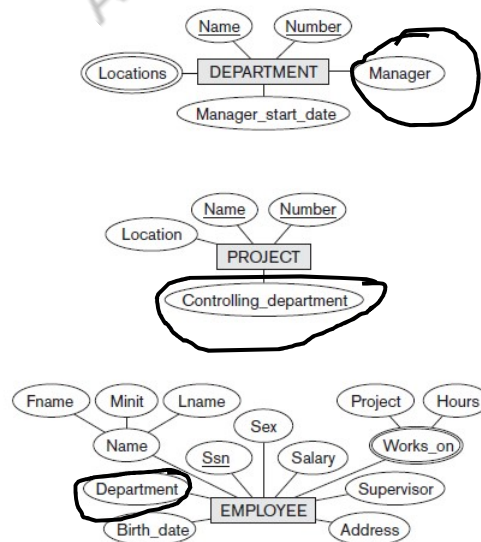 Name Number
Locations DEPARTMENT Manager
Manager_start_date
Name Number
Location
PROJECT
Controlling_department
Fname Minit Lname Project Hours
Sex
Name Works_on
Ssn Salary
Department Supervisor
EMPLOYEE
Birth_date Address